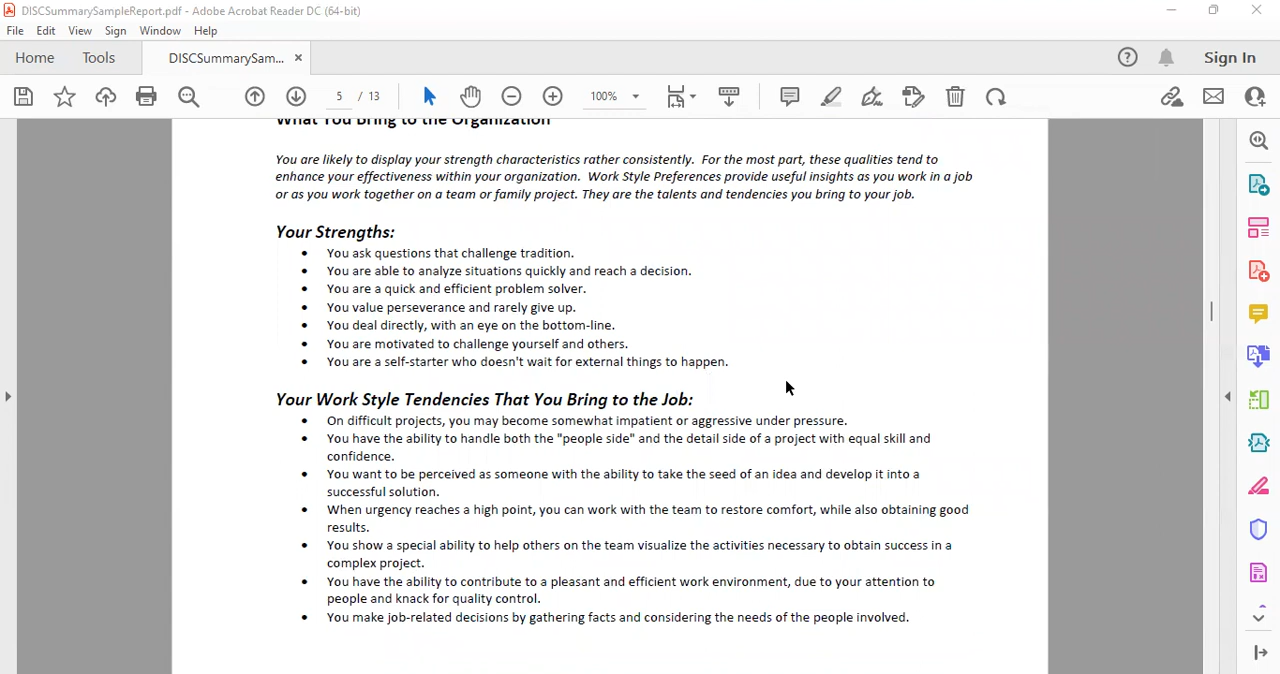 DISCSummarySampleReport.pdf - Adobe Acrobat Reader DC (64-bit)
File Edit View Sign Window Help
Home Tools DISCSummarySam... × Sign In
5 / 13 100%
What You Bring to the Organization
You are likely to display your strength characteristics rather consistently. For the most part, these qualities tend to
enhance your effectiveness within your organization. Work Style Preferences provide useful insights as you work in a job
or as you work together on a team or family project. They are the talents and tendencies you bring to your job.
Your Strengths:
• You ask questions that challenge tradition.
• You are able to analyze situations quickly and reach a decision.
• You are a quick and efficient problem solver.
• You value perseverance and rarely give up.
• You deal directly, with an eye on the bottom-line.
• You are motivated to challenge yourself and others.
• You are a self-starter who doesn't wait for external things to happen.
Your Work Style Tendencies That You Bring to the Job:
• On difficult projects, you may become somewhat impatient or aggressive under pressure.
• You have the ability to handle both the "people side" and the detail side of a project with equal skill and
confidence.
• You want to be perceived as someone with the ability to take the seed of an idea and develop it into a
successful solution.
• When urgency reaches a high point, you can work with the team to restore comfort, while also obtaining good
results.
• You show a special ability to help others on the team visualize the activities necessary to obtain success in a
complex project.
• You have the ability to contribute to a pleasant and efficient work environment, due to your attention to
people and knack for quality control.
• You make job-related decisions by gathering facts and considering the needs of the people involved.